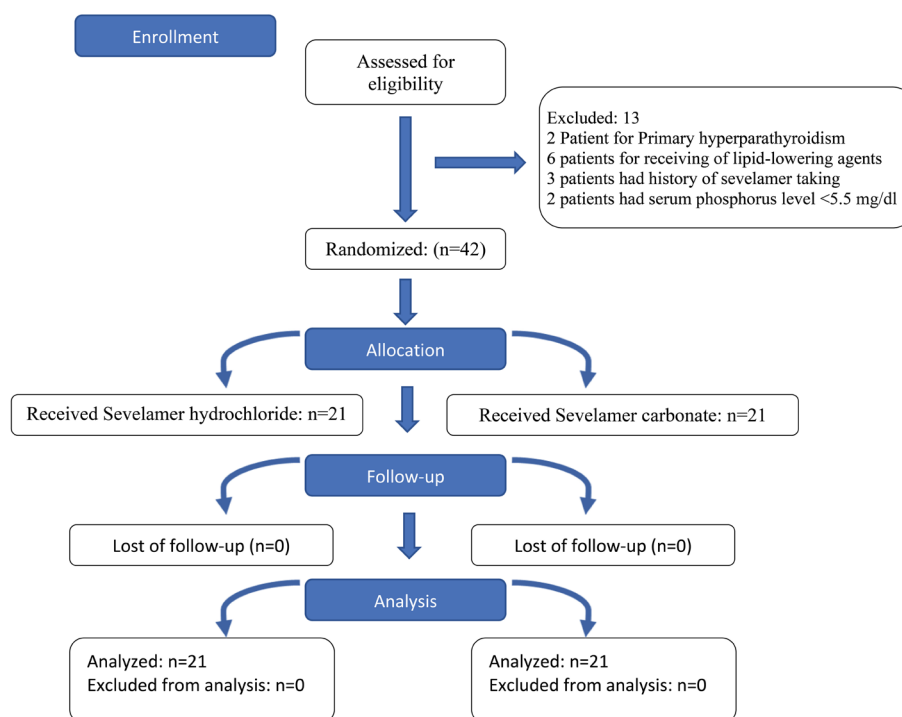 Enrollment
Assessed for
eligibility
Excluded: 13
2 Patient for Primary hyperparathyroidism
6 patients for receiving of lipid-lowering agents
3 patients had history of sevelamer taking
2 patients had serum phosphorus level <5.5 mg/dl
Randomized: (n=42)
Allocation
Received Sevelamer hydrochloride: n=21
Received Sevelamer carbonate: n=21
Follow-up
Lost of follow-up (n=0)
Lost of follow-up (n=0)
Analysis
Analyzed: n=21
Excluded from analysis: n=0
Analyzed: n=21
Excluded from analysis: n=0